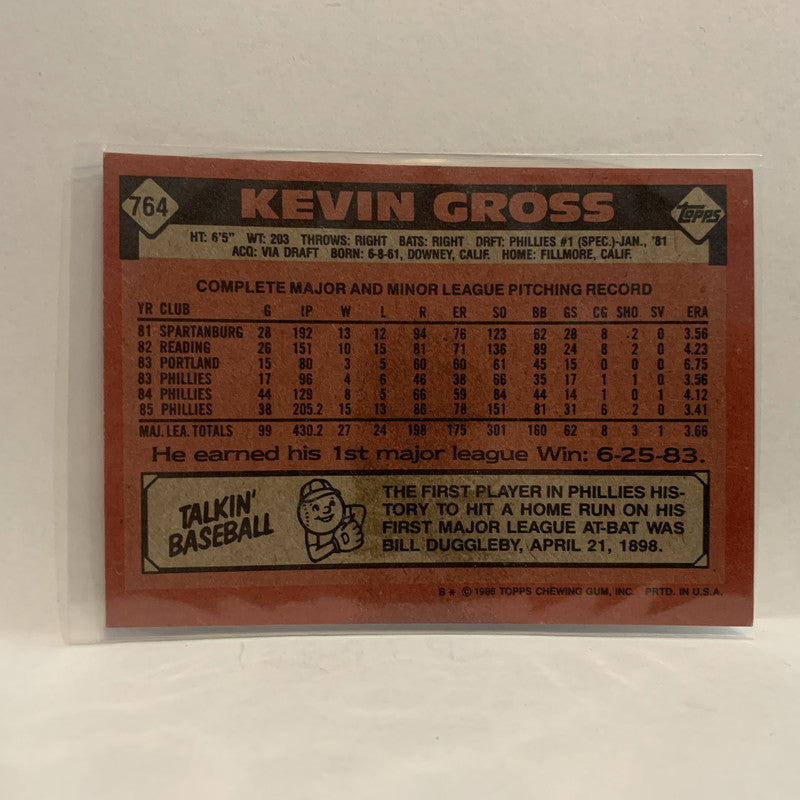 764 KEVIN GROSS topps
HT: 6'5" WT: 203 THROWS: RIGHT BATS: RIGHT DRFT: PHILLIES #1 (SPEC.)-JAN., '81
ACQ: VIA DRAFT BORN: 6-8-61, DOWNEY, CALIF. HOME: FILLMORE, CALIF.
COMPLETE MAJOR AND MINOR LEAGUE PITCHING RECORD
YR CLUB G IP W L R ER SO BB GS CG SHO SV ERA
81 SPARTANBURG 28 192 13 12 94 76 123 62 28 8 2 0 3.56
82 READING 26 151 10 15 81 71 136 89 24 8 2 0 4.23
83 PORTLAND 15 80 3 5 60 60 61 45 15 0 0 0 6.75
83 PHILLIES 17 96 4 6 46 38 66 35 17 1 1 0 3.56
84 PHILLIES 44 129 8 5 66 59 84 44 14 1 0 1 4.12
85 PHILLIES 38 205.2 15 13 86 78 151 81 31 6 2 0 3.41
MAJ. LEA. TOTALS 99 430.2 27 24 198 175 301 160 62 8 3 1 3.66
He earned his 1st major league Win: 6-25-83.
TALKIN'
BASEBALL
THE FIRST PLAYER IN PHILLIES HIS-
TORY TO HIT A HOME RUN ON HIS
FIRST MAJOR LEAGUE AT-BAT WAS
BILL DUGGLEBY, APRIL 21, 1898.
B * © 1986 TOPPS CHEWING GUM, INC. PRTD. IN U.S.A.